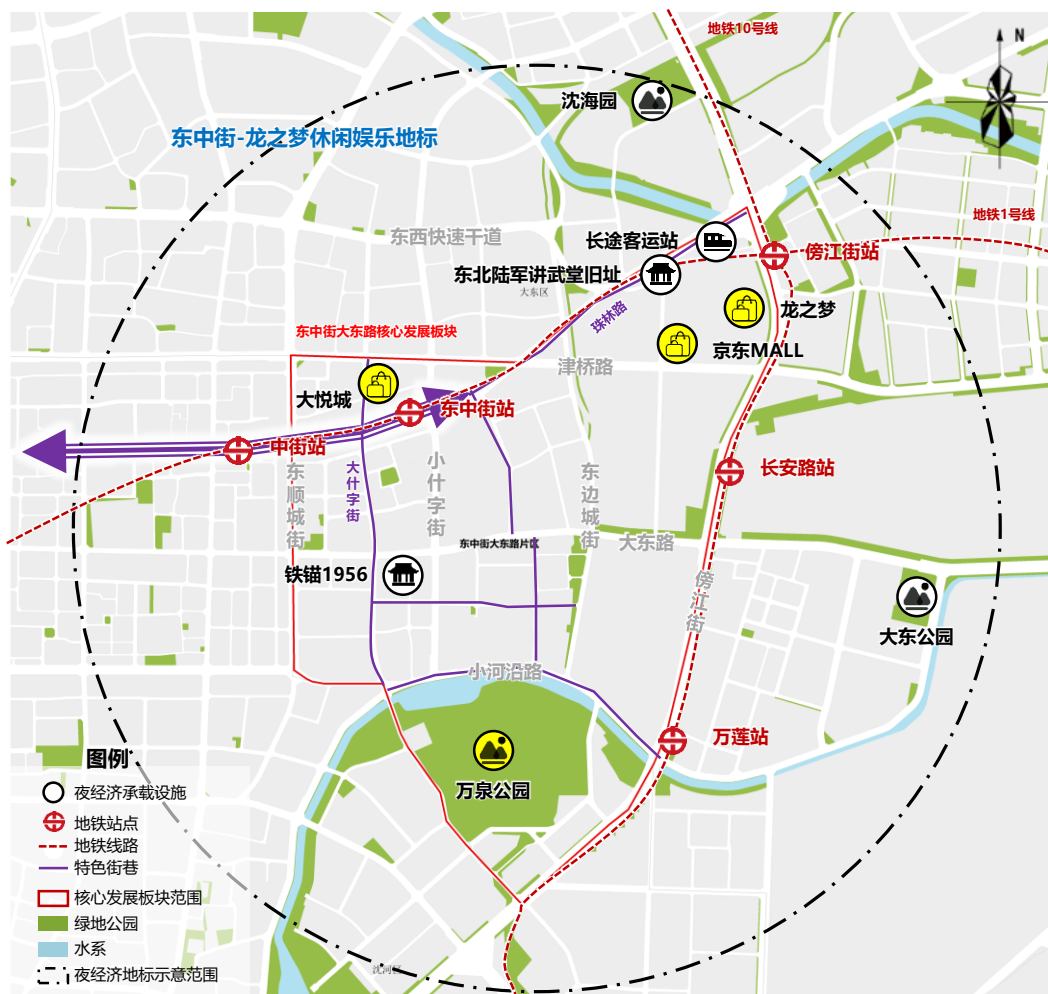 地铁10号线
N
沈海园
东中街-龙之梦休闲娱乐地标
地铁1号线
东西快速干道
长途客运站
傍江街站
东北陆军讲武堂旧址
大东区
龙之梦
珠林路
东中街大东路核心发展板块
京东MALL
津桥路
大悦城
东中街站
中街站
大什字街
小什字街
东顺城街
东边城街
长安路站
东中街大东路片区
大东路
铁锚1956
傍江街
大东公园
小河沿路
万莲站
万泉公园
图例
夜经济承载设施
地铁站点
地铁线路
特色街巷
核心发展板块范围
绿地公园
水系
夜经济地标示意范围
沈河区